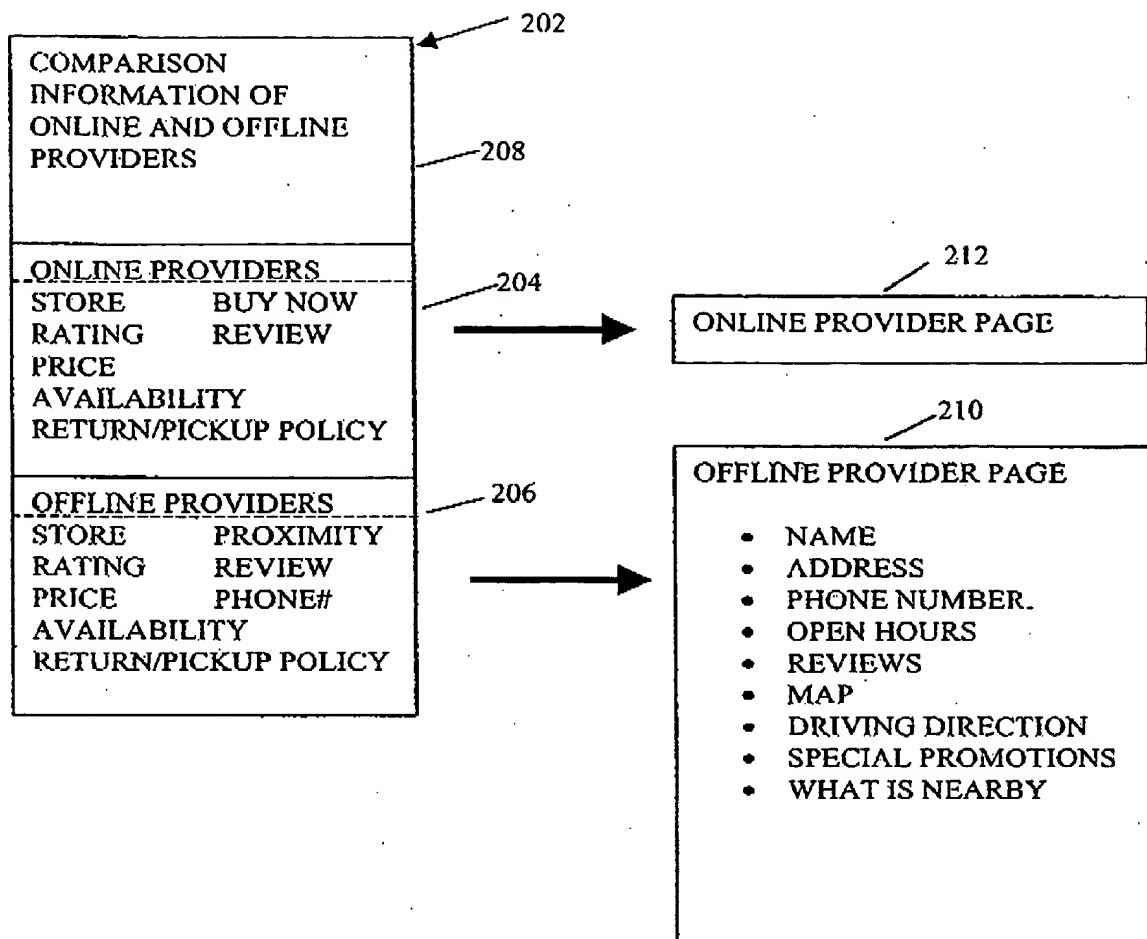 202
COMPARISON
INFORMATION OF
ONLINE AND OFFLINE
PROVIDERS
208
ONLINE PROVIDERS
204
STORE BUY NOW
RATING REVIEW
PRICE
AVAILABILITY
RETURN/PICKUP POLICY
OFFLINE PROVIDERS
206
STORE PROXIMITY
RATING REVIEW
PRICE PHONE#
AVAILABILITY
RETURN/PICKUP POLICY
212
ONLINE PROVIDER PAGE
210
OFFLINE PROVIDER PAGE
• NAME
• ADDRESS
• PHONE NUMBER.
• OPEN HOURS
• REVIEWS
• MAP
• DRIVING DIRECTION
• SPECIAL PROMOTIONS
• WHAT IS NEARBY